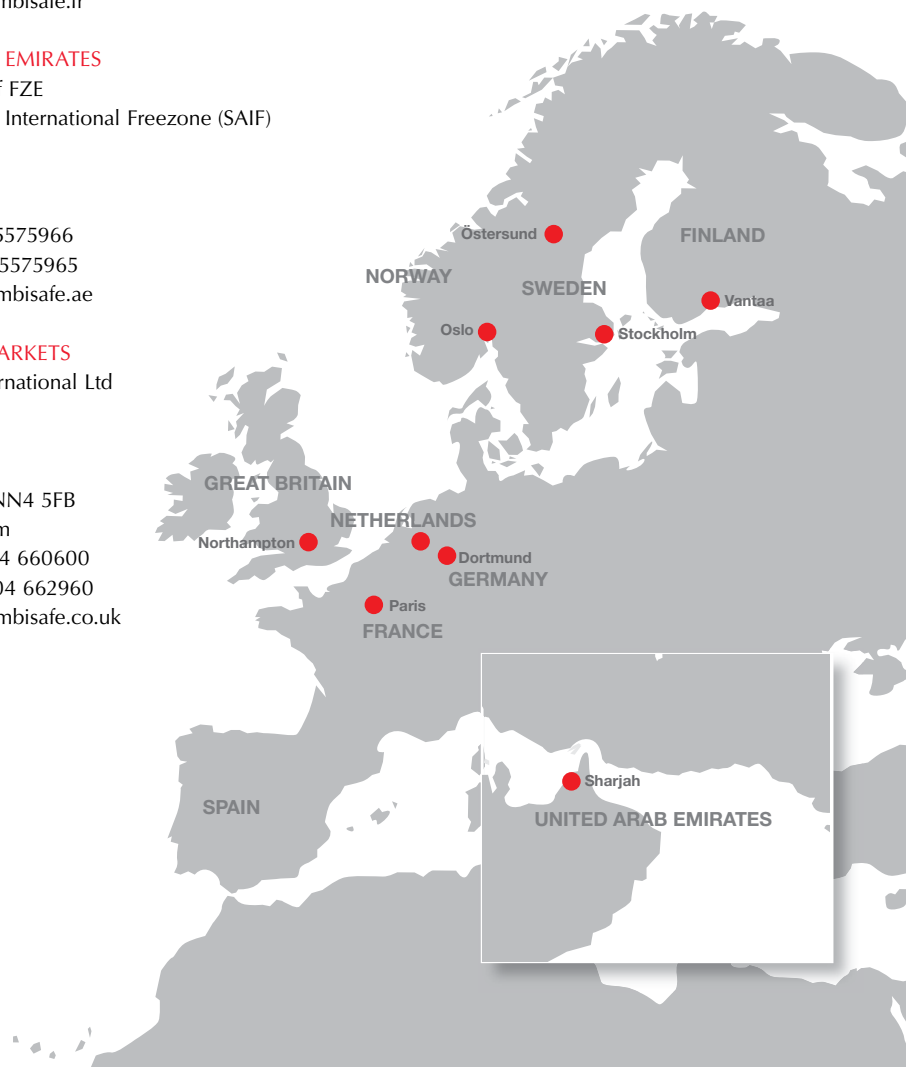 mbisafe.fr
EMIRATES
f FZE
International Freezone (SAIF)
5575966
5575965
mbisafe.ae
ARKETS
rnational Ltd
NN4 5FB
m
4 660600
04 662960
mbisafe.co.uk
Östersund
FINLAND
NORWAY
SWEDEN
Vantaa
Oslo
Stockholm
GREAT BRITAIN
NETHERLANDS
Northampton
Dortmund
GERMANY
Paris
FRANCE
Sharjah
SPAIN
UNITED ARAB EMIRATES